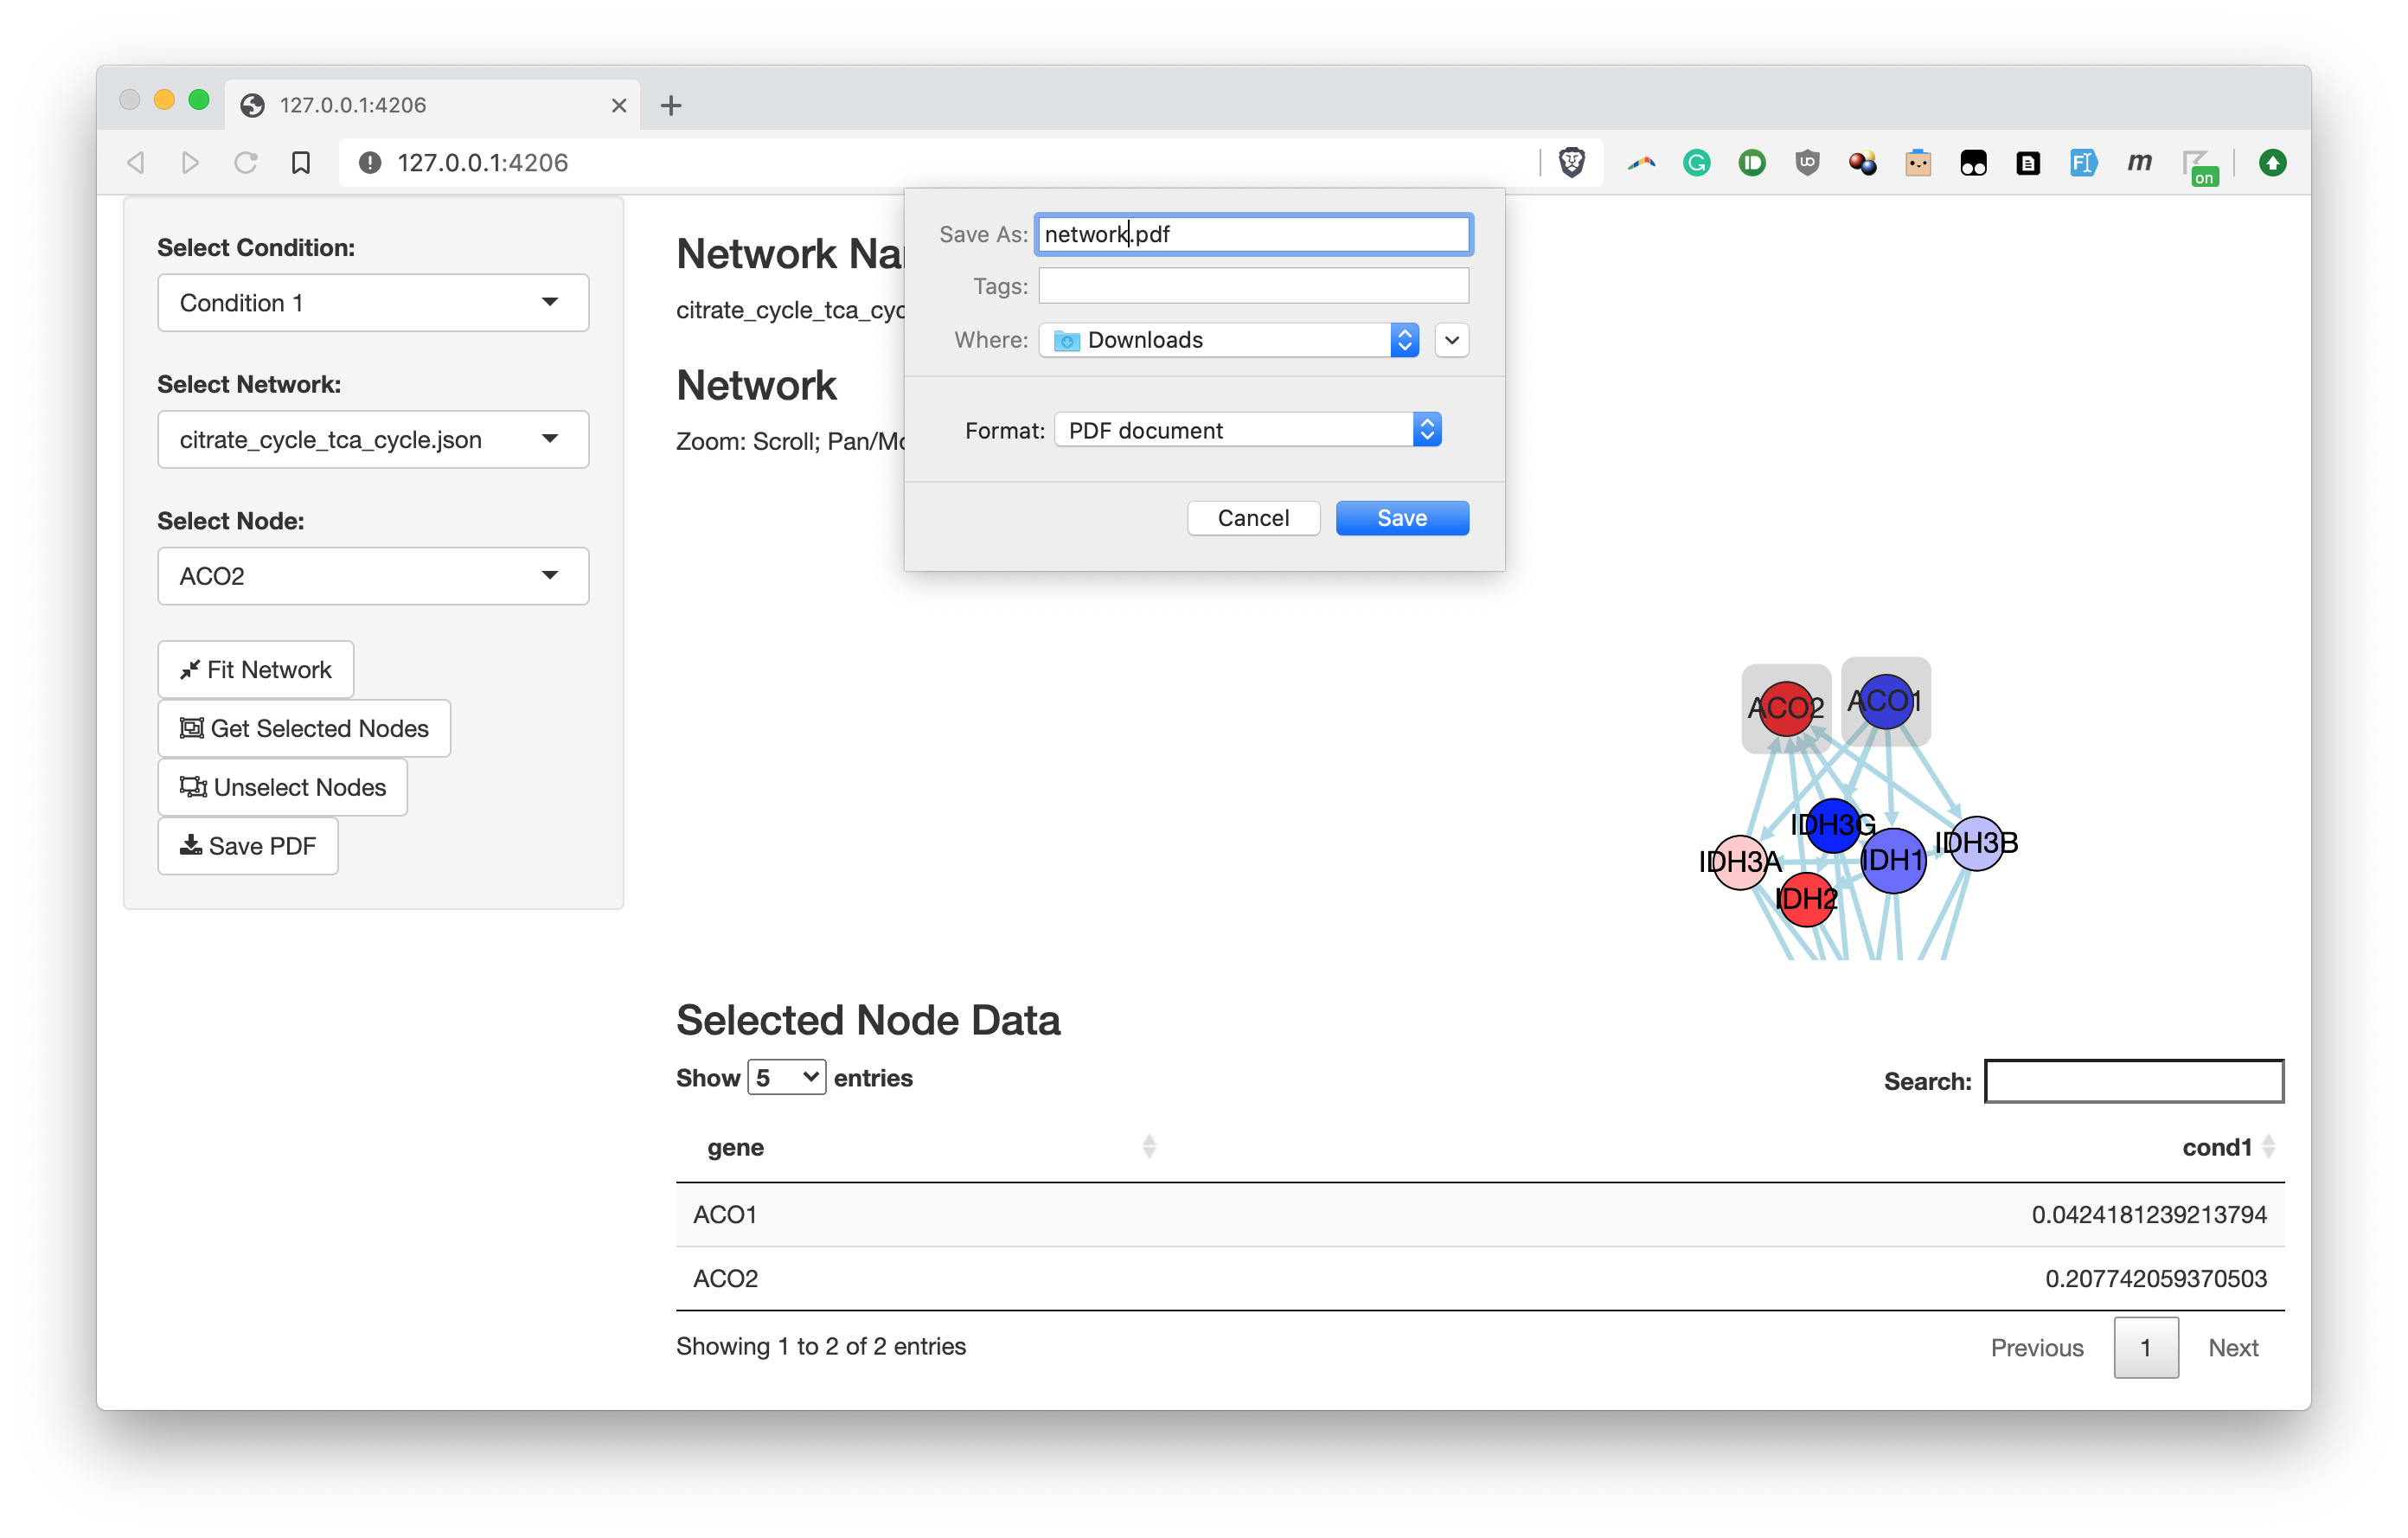 127.0.0.1:4206
127.0.0.1:4206
on
Select Condition:
Condition 1
Select Network:
citrate_cycle_tca_cycle.json
Select Node:
ACO2
Fit Network
Get Selected Nodes
Unselect Nodes
Save PDF
Network
citrate_cycle_tca_cyc
Network
Zoom: Scroll; Pan/Mo
Save As: network.pdf
Tags:
Where: Downloads
Format: PDF document
Cancel Save
ACO2 ACO1
IDH3G
IDH3A IDH1 IDH3B
IDH2
Selected Node Data
Show 5 entries
Search:
gene cond1
ACO1 0.0424181239213794
ACO2 0.207742059370503
Showing 1 to 2 of 2 entries
Previous 1 Next